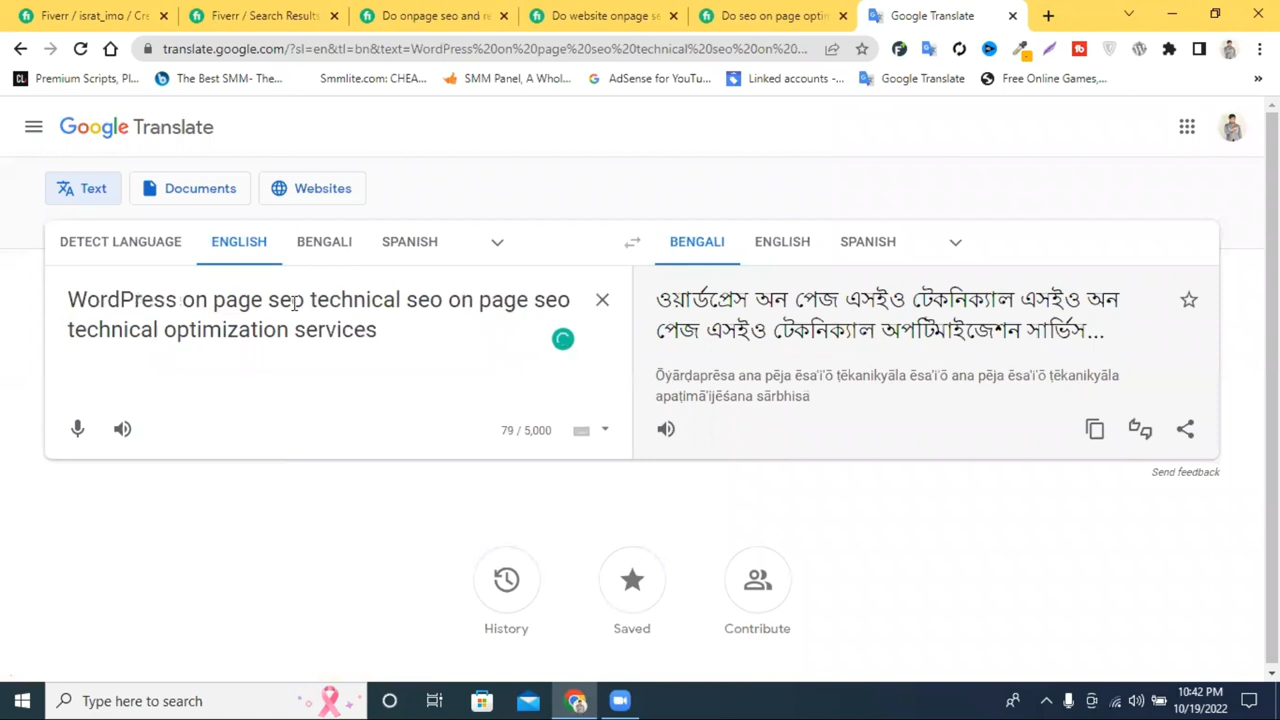 Fiverr / israt_imo / Cre
Fiverr / Search Results
Do onpage seo and re
Do website onpage se
Do seo on page optin
Google Translate
translate.google.com/?sl=en&tl=bn&text=WordPress%20on%20page%20seo%20technical%20seo%20on%20...
Premium Scripts, Pl...
The Best SMM- The...
Smmlite.com: CHEA...
SMM Panel, A Whol...
AdSense for YouTu...
Linked accounts -...
Google Translate
Free Online Games,...
Google Translate
Text
Documents
Websites
DETECT LANGUAGE
ENGLISH
BENGALI
SPANISH
BENGALI
ENGLISH
SPANISH
WordPress on page seo technical seo on page seo
technical optimization services
ওয়ার্ডপ্রেস অন পেজ এসইও টেকনিক্যাল এসইও অন
পেজ এসইও টেকনিক্যাল অপটিমাইজেশন সার্ভিস...
Ōẏārḍaprēsa ana pēja ēsa'i'ō ṭēkanikyāla ēsa'i'ō ana pēja ēsa'i'ō ṭēkanikyāla
apaṭimā'ijēśana sārbhisa
79 / 5,000
Send feedback
History
Saved
Contribute
Type here to search
10:42 PM
10/19/2022